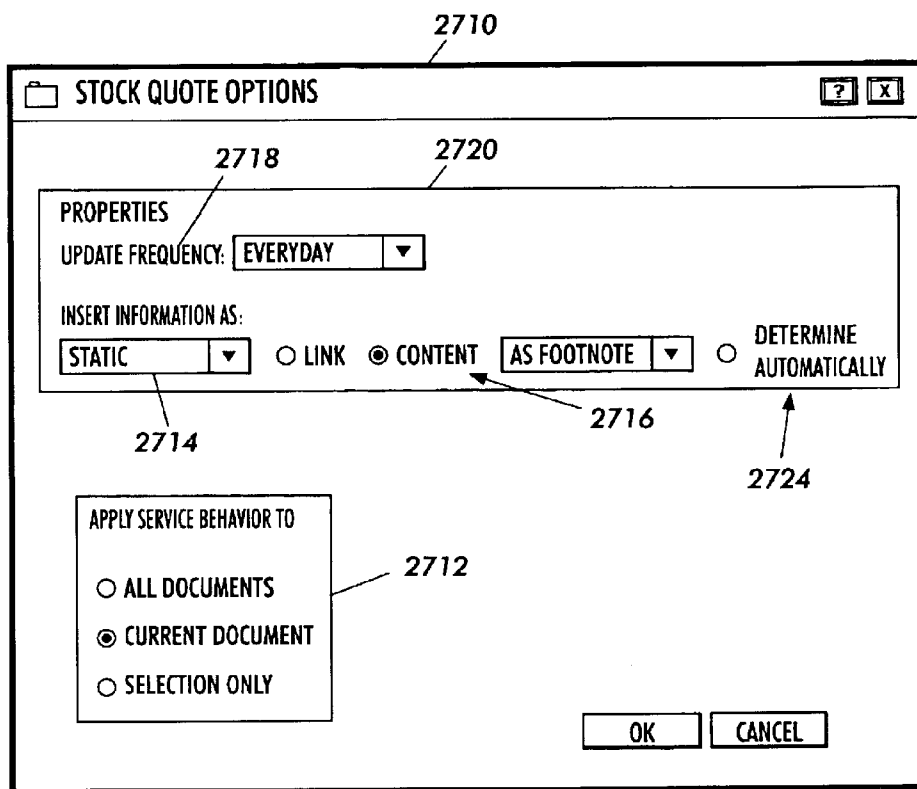 2710
STOCK QUOTE OPTIONS ? X
2718 2720
PROPERTIES
UPDATE FREQUENCY: EVERYDAY
INSERT INFORMATION AS:
STATIC LINK CONTENT AS FOOTNOTE DETERMINE
AUTOMATICALLY
2716
2714
2724
APPLY SERVICE BEHAVIOR TO
2712
ALL DOCUMENTS
CURRENT DOCUMENT
SELECTION ONLY
OK CANCEL